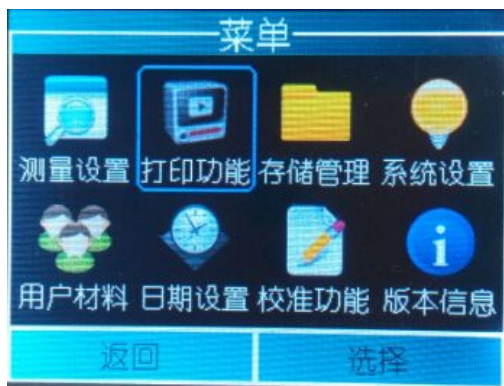 菜单
测量设置 打印功能 存储管理 系统设置
用户材料 日期设置 校准功能 版本信息
返回 选择